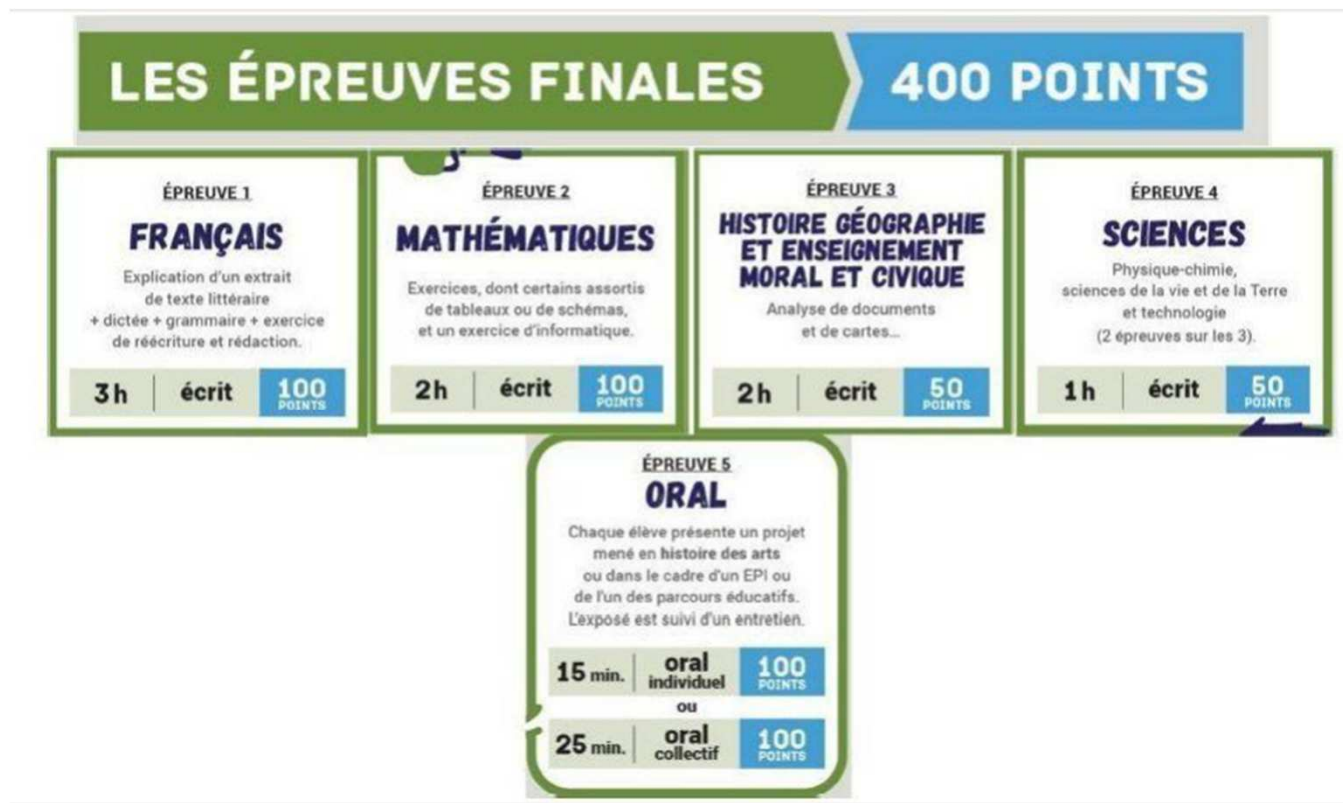 LES ÉPREUVES FINALES
400 POINTS
ÉPREUVE 1
FRANÇAIS
Explication d'un extrait
de texte littéraire
+ dictée + grammaire + exercice
de réécriture et rédaction.
3 h écrit 100 POINTS
ÉPREUVE 2
MATHÉMATIQUES
Exercices, dont certains assortis
de tableaux ou de schémas,
et un exercice d'informatique.
2 h écrit 100 POINTS
ÉPREUVE 3
HISTOIRE GÉOGRAPHIE
ET ENSEIGNEMENT
MORAL ET CIVIQUE
Analyse de documents
et de cartes...
2 h écrit 50 POINTS
ÉPREUVE 4
SCIENCES
Physique-chimie,
sciences de la vie et de la Terre
et technologie
(2 épreuves sur les 3).
1 h écrit 50 POINTS
ÉPREUVE 5
ORAL
Chaque élève présente un projet
mené en histoire des arts
ou dans le cadre d'un EPI ou
de l'un des parcours éducatifs.
L'exposé est suivi d'un entretien.
15 min. oral individuel 100 POINTS
ou
25 min. oral collectif 100 POINTS